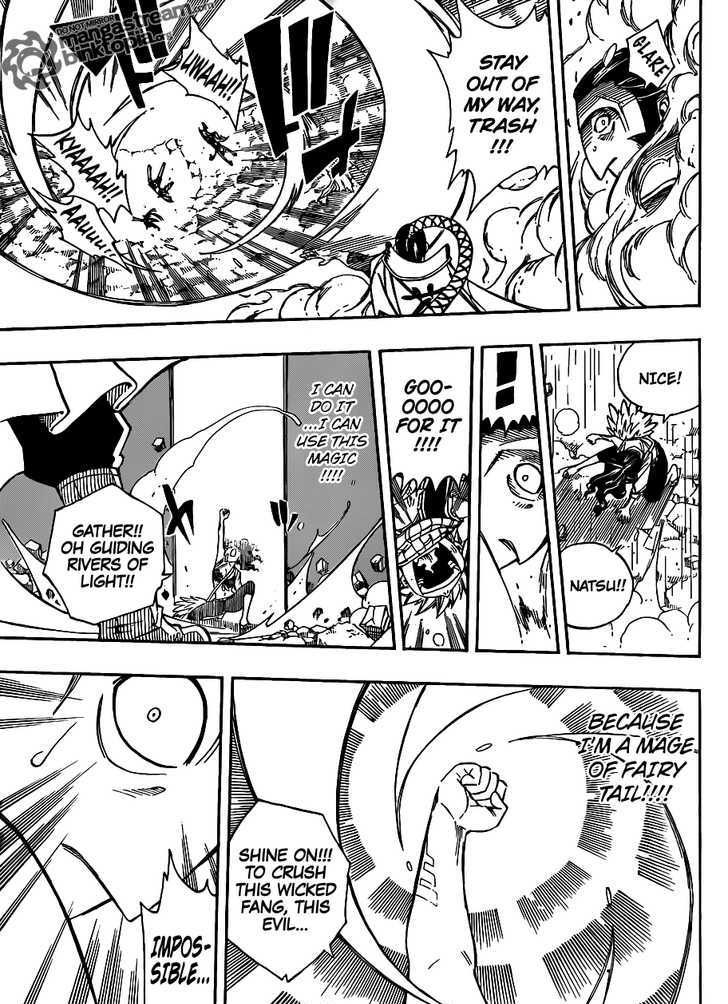 GLARE
STAY
OUT OF
MY WAY,
TRASH
!!!
UWAAH!!
KYAAAAH!!
AAUUU!!
DO NOT MIRROR
mangastream.com
NICE!
NATSU!!
!
GOO-
OOOO
FOR IT
!!!!
I CAN
DO IT
...I CAN
USE THIS
MAGIC
!!!!
GATHER!!
OH GUIDING
RIVERS OF
LIGHT!!
BECAUSE
I'M A MAGE
OF FAIRY
TAIL!!!!
SHINE ON!!!
TO CRUSH
THIS WICKED
FANG, THIS
EVIL...
IMPOS-
SIBLE...